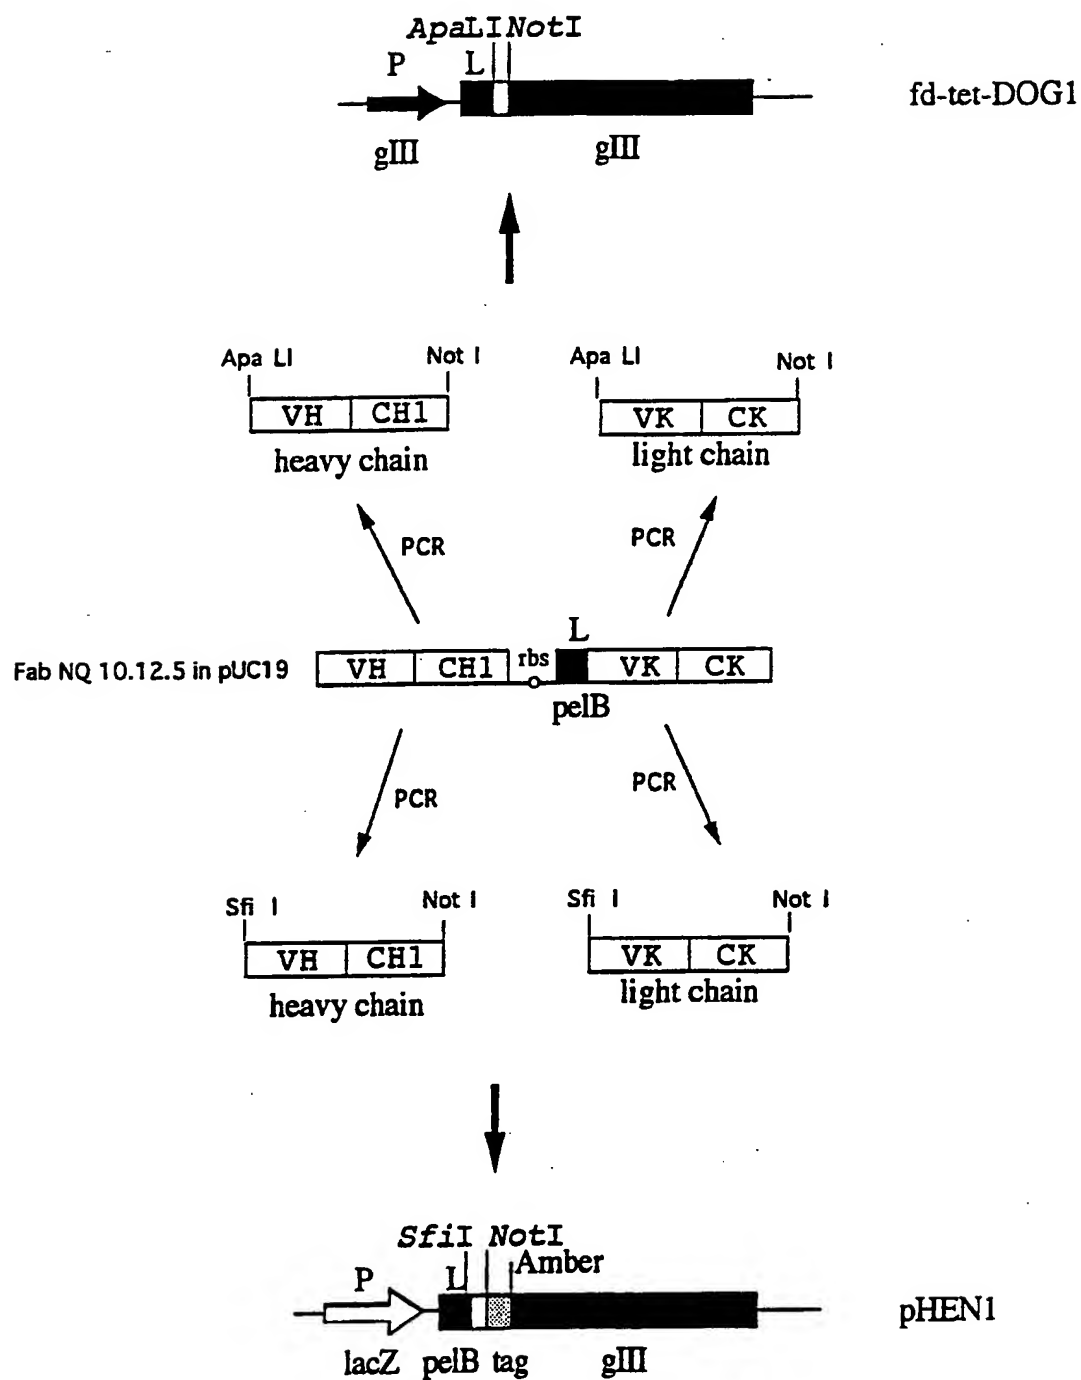 ApaLI NotI
P L
fd-tet-DOG1
gIII gIII
Apa LI Not I Apa LI Not I
VH CH1 VK CK
heavy chain light chain
PCR PCR
L
Fab NQ 10.12.5 in pUC19 VH CH1 rbs VK CK
pelB
PCR PCR
Sfi I Not I Sfi I Not I
VH CH1 VK CK
heavy chain light chain
SfiI NotI
Amber
P L
pHEN1
lacZ pelB tag gIII